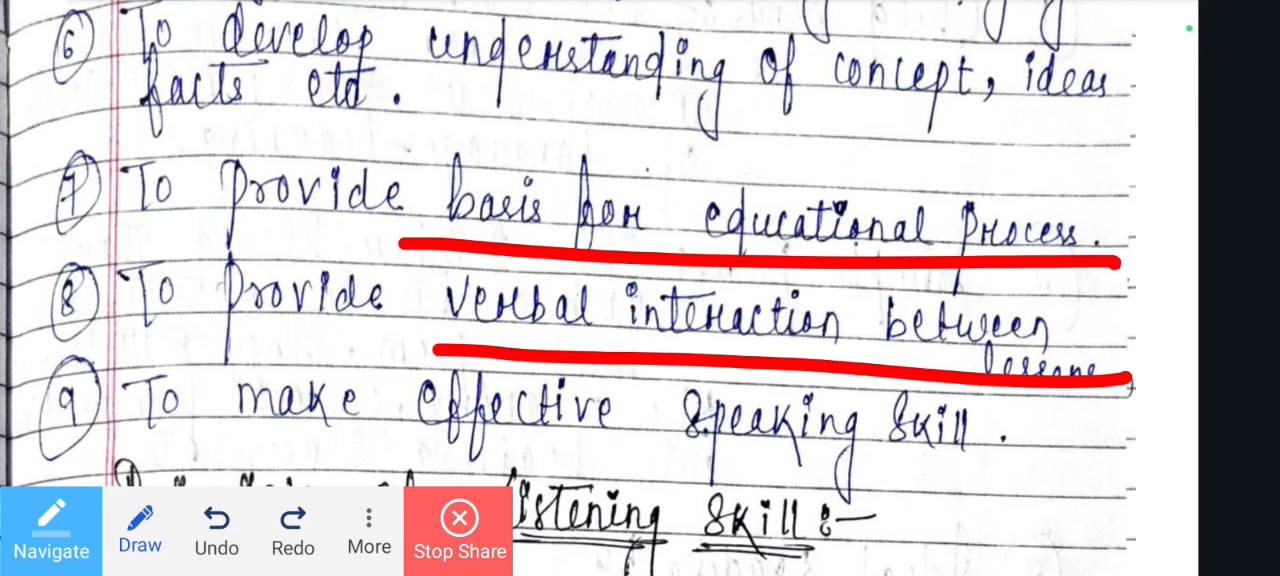 ⑥ To develop understanding of concept, ideas
facts etc.
⑦ To provide basis for educational process.
⑧ To provide verbal interaction between
⑨ To make effective speaking skill.
listening skill :-
Navigate
Draw
Undo
Redo
More
Stop Share